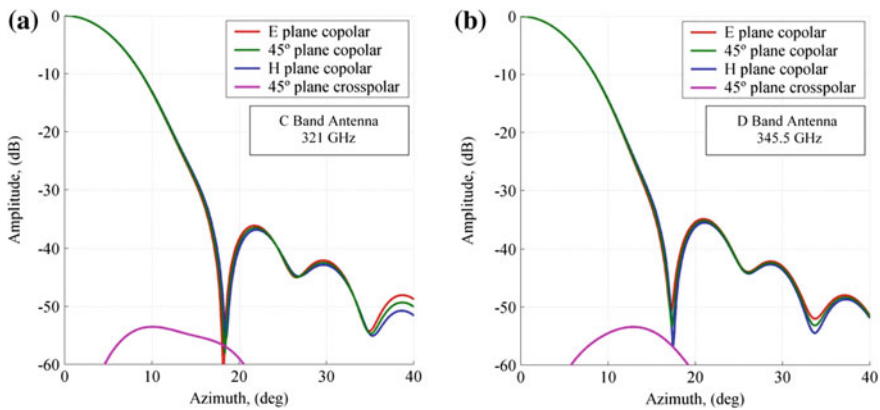 (a)
0
-10
-20
-30
-40
-50
-60
Amplitude, (dB)
E plane copolar
45º plane copolar
H plane copolar
45º plane crosspolar
C Band Antenna
321 GHz
0
10
20
30
40
Azimuth, (deg)
(b)
0
-10
-20
-30
-40
-50
-60
Amplitude, (dB)
E plane copolar
45º plane copolar
H plane copolar
45º plane crosspolar
D Band Antenna
345.5 GHz
0
10
20
30
40
Azimuth, (deg)